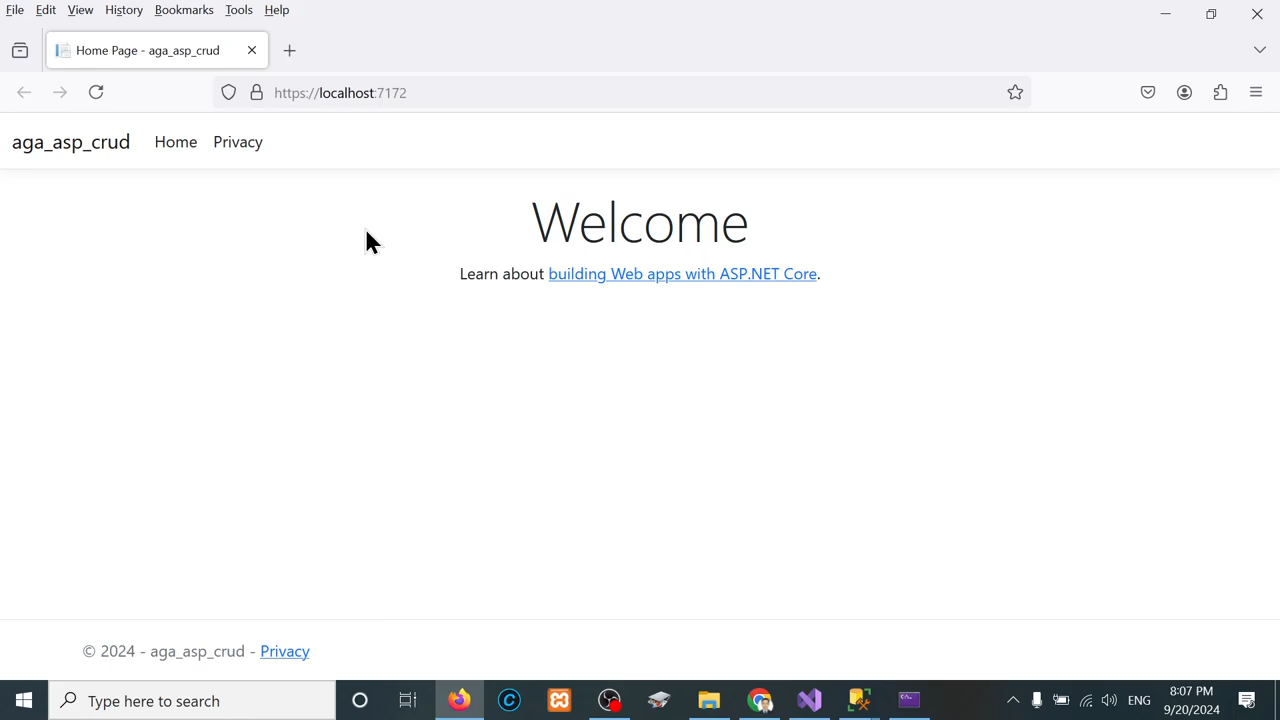 File Edit View History Bookmarks Tools Help
Home Page - aga_asp_crud
https://localhost:7172
aga_asp_crud Home Privacy
Welcome
Learn about building Web apps with ASP.NET Core.
© 2024 - aga_asp_crud - Privacy
Type here to search
ENG
8:07 PM
9/20/2024